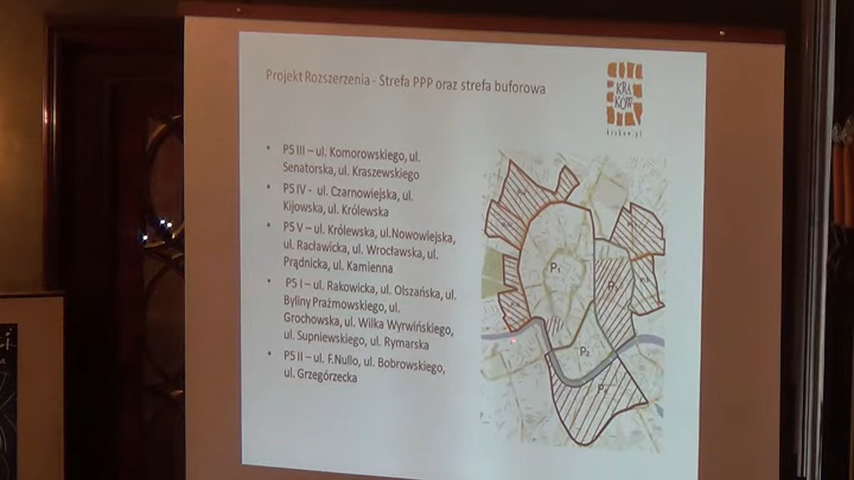 Projekt Rozszerzenia - Strefa PPP oraz strefa buforowa
KRA
KÓW
krakow.pl
• P5 III – ul. Komorowskiego, ul.
Senatorska, ul. Kraszewskiego
• P5 IV - ul. Czarnowiejska, ul.
Kijowska, ul. Królewska
• P5 V – ul. Królewska, ul.Nowowiejska,
ul. Racławicka, ul. Wrocławska, ul.
Prądnicka, ul. Kamienna
• P5 I – ul. Rakowicka, ul. Olszańska, ul.
Byliny Prażmowskiego, ul.
Grochowska, ul. Wilka Wyrwińskiego,
ul. Supniewskiego, ul. Rymarska
• P5 II – ul. F.Nullo, ul. Bobrowskiego,
ul. Grzegórzecka
P1
P2